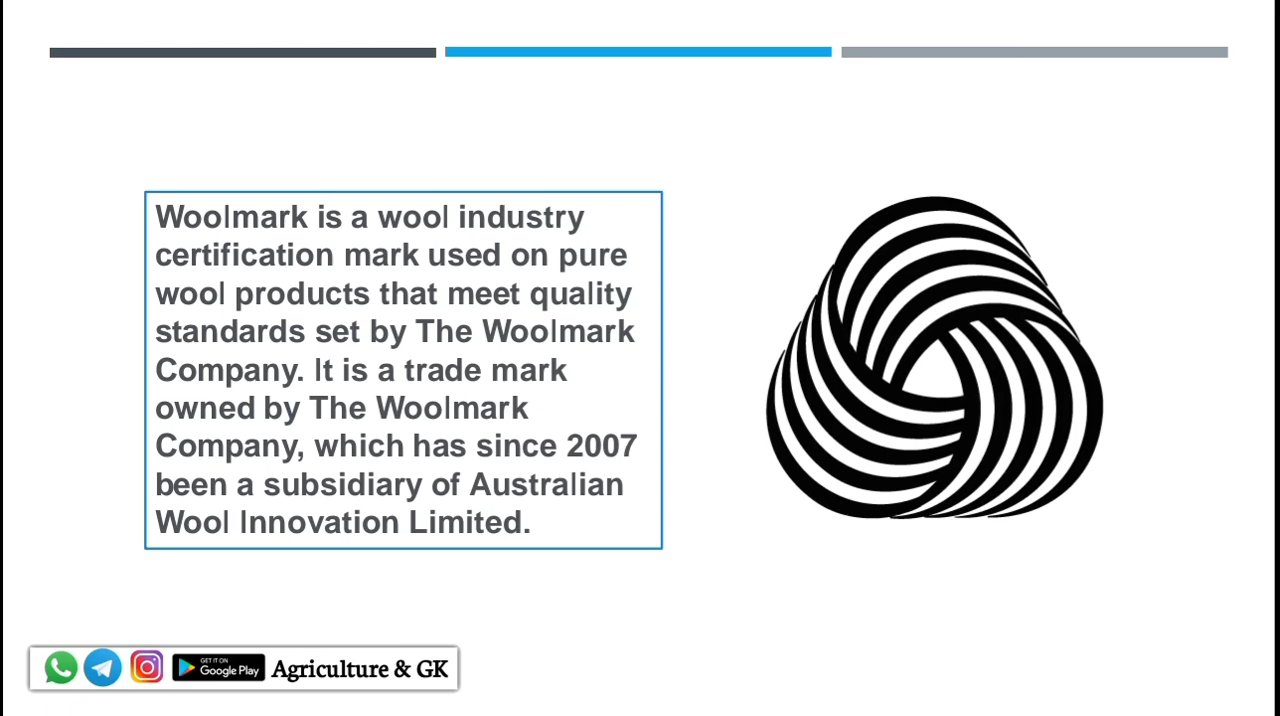 Woolmark is a wool industry
certification mark used on pure
wool products that meet quality
standards set by The Woolmark
Company. It is a trade mark
owned by The Woolmark
Company, which has since 2007
been a subsidiary of Australian
Wool Innovation Limited.
GET IT ON
Google Play
Agriculture & GK